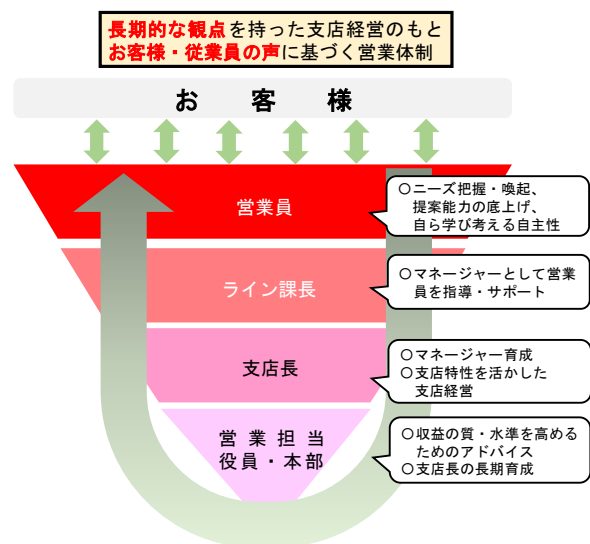 長期的な観点を持った支店経営のもと
お客様・従業員の声に基づく営業体制
お客様
営業員
○ニーズ把握・喚起、
提案能力の底上げ、
自ら学び考える自主性
ライン課長
○マネージャーとして営業
員を指導・サポート
支店長
○マネージャー育成
○支店特性を活かした
支店経営
営業担当
役員・本部
○収益の質・水準を高める
ためのアドバイス
○支店長の長期育成